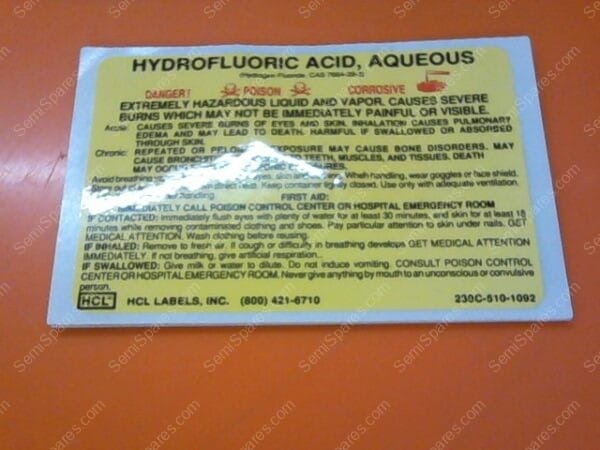 HYDROFLUORIC ACID, AQUEOUS
(Hydrogen Fluoride, CAS 7664-39-3)
DANGER! POISON CORROSIVE
EXTREMELY HAZARDOUS LIQUID AND VAPOR. CAUSES SEVERE
BURNS WHICH MAY NOT BE IMMEDIATELY PAINFUL OR VISIBLE.
Acute: CAUSES SEVERE BURNS OF EYES AND SKIN. INHALATION CAUSES PULMONARY
EDEMA AND MAY LEAD TO DEATH. HARMFUL IF SWALLOWED OR ABSORBED
THROUGH SKIN.
Chronic: REPEATED OR EXPOSURE MAY CAUSE BONE DISORDERS. MAY
CAUSE TEETH, MUSCLES, AND TISSUES. DEATH
MAY
Avoid breathing eyes, skin When handling, wear goggles or face shield.
Keep container closed. Use only with adequate ventilation.
handling.
FIRST AID:
CALL POISON CONTROL CENTER OR HOSPITAL EMERGENCY ROOM
IF CONTACTED: Immediately flush eyes with plenty of water for at least 30 minutes, and skin for at least 15
minutes while removing contaminated clothing and shoes. Pay particular attention to skin under nails. GET
MEDICAL ATTENTION. Wash clothing before reusing.
IF INHALED: Remove to fresh air. If cough or difficulty in breathing develops GET MEDICAL ATTENTION
IMMEDIATELY. If not breathing, give artificial respiration.
IF SWALLOWED: Give milk or water to dilute. Do not induce vomiting. CONSULT POISON CONTROL
CENTER OR HOSPITAL EMERGENCY ROOM. Never give anything by mouth to an unconscious or convulsive
person.
HCL HCL LABELS, INC. (800) 421-6710 230C-510-1092
SemiSpares.com